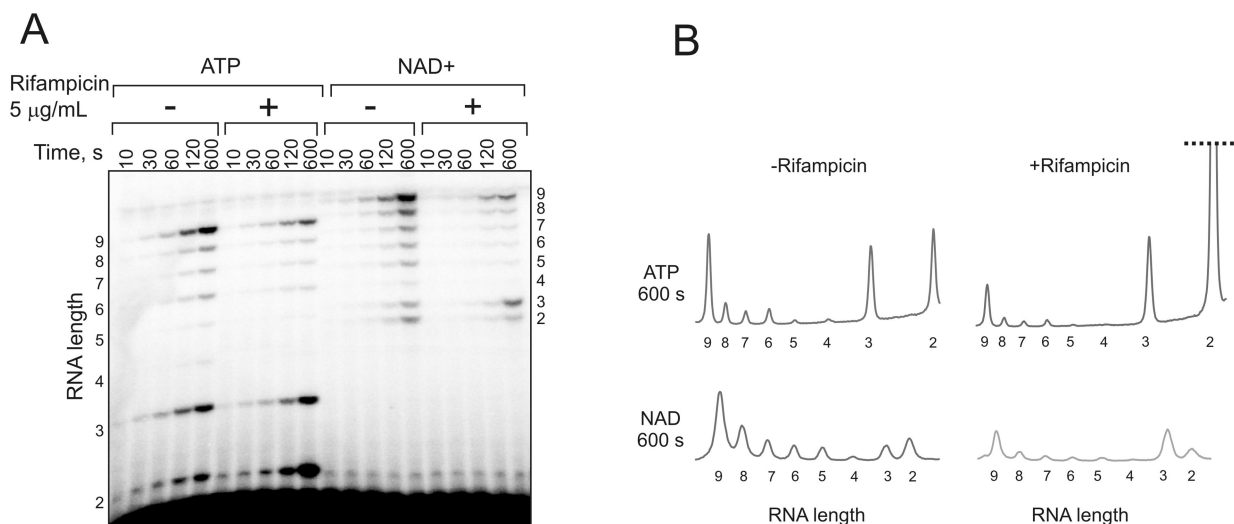 A
ATP NAD+
Rifampicin
5 μg/mL - + - +
Time, s 10 30 60 120 600 10 30 60 120 600 10 30 60 120 600 10 30 60 120 600
RNA length
9
8
7
6
5
4
3
2
9
8
7
6
5
4
3
2
B
-Rifampicin +Rifampicin
ATP
600 s
9 8 7 6 5 4 3 2
9 8 7 6 5 4 3 2
NAD
600 s
9 8 7 6 5 4 3 2
9 8 7 6 5 4 3 2
RNA length RNA length